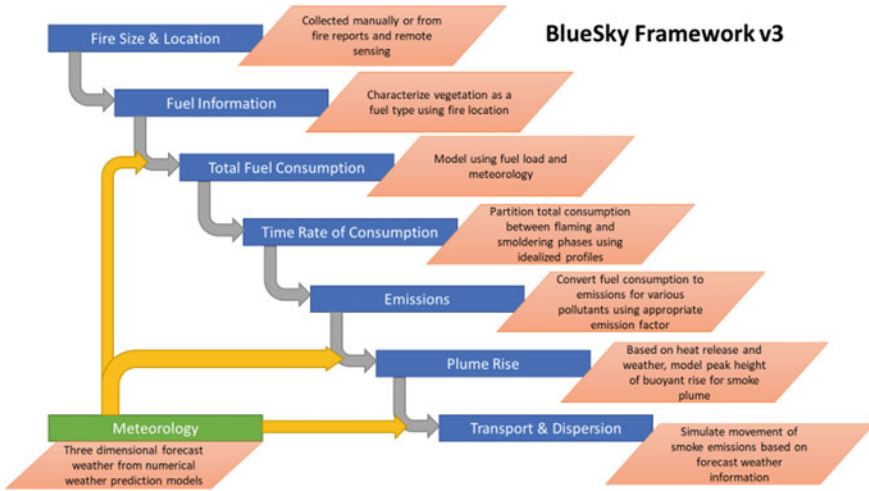 BlueSky Framework v3
Fire Size & Location
Collected manually or from
fire reports and remote
sensing
Fuel Information
Characterize vegetation as a
fuel type using fire location
Total Fuel Consumption
Model using fuel load and
meteorology
Time Rate of Consumption
Partition total consumption
between flaming and
smoldering phases using
idealized profiles
Emissions
Convert fuel consumption to
emissions for various
pollutants using appropriate
emission factor
Plume Rise
Based on heat release and
weather, model peak height
of buoyant rise for smoke
plume
Meteorology
Three dimensional forecast
weather from numerical
weather prediction models
Transport & Dispersion
Simulate movement of
smoke emissions based on
forecast weather
information